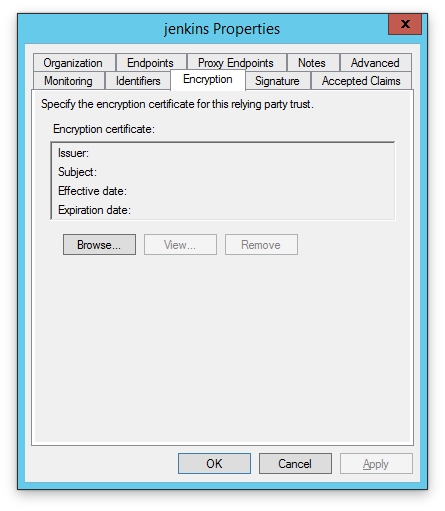 jenkins Properties
x
Organization Endpoints Proxy Endpoints Notes Advanced
Monitoring Identifiers Encryption Signature Accepted Claims
Specify the encryption certificate for this relying party trust.
Encryption certificate:
Issuer:
Subject:
Effective date:
Expiration date:
Browse... View... Remove
OK Cancel Apply